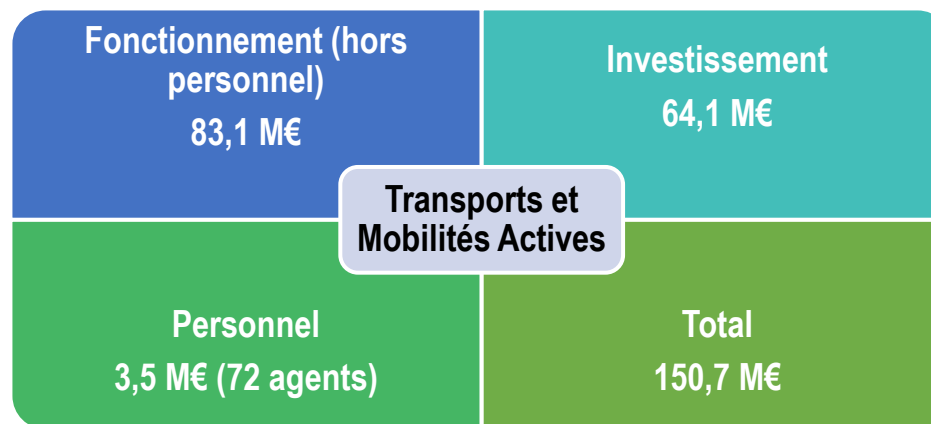 Fonctionnement (hors
personnel)
83,1 M€
Investissement
64,1 M€
Transports et
Mobilités Actives
Personnel
3,5 M€ (72 agents)
Total
150,7 M€